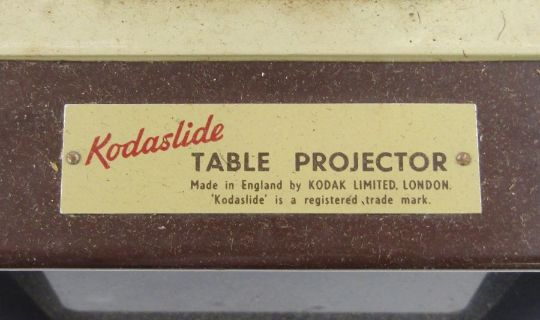 Kodaslide
TABLE PROJECTOR
Made in England by KODAK LIMITED, LONDON.
'Kodaslide' is a registered trade mark.